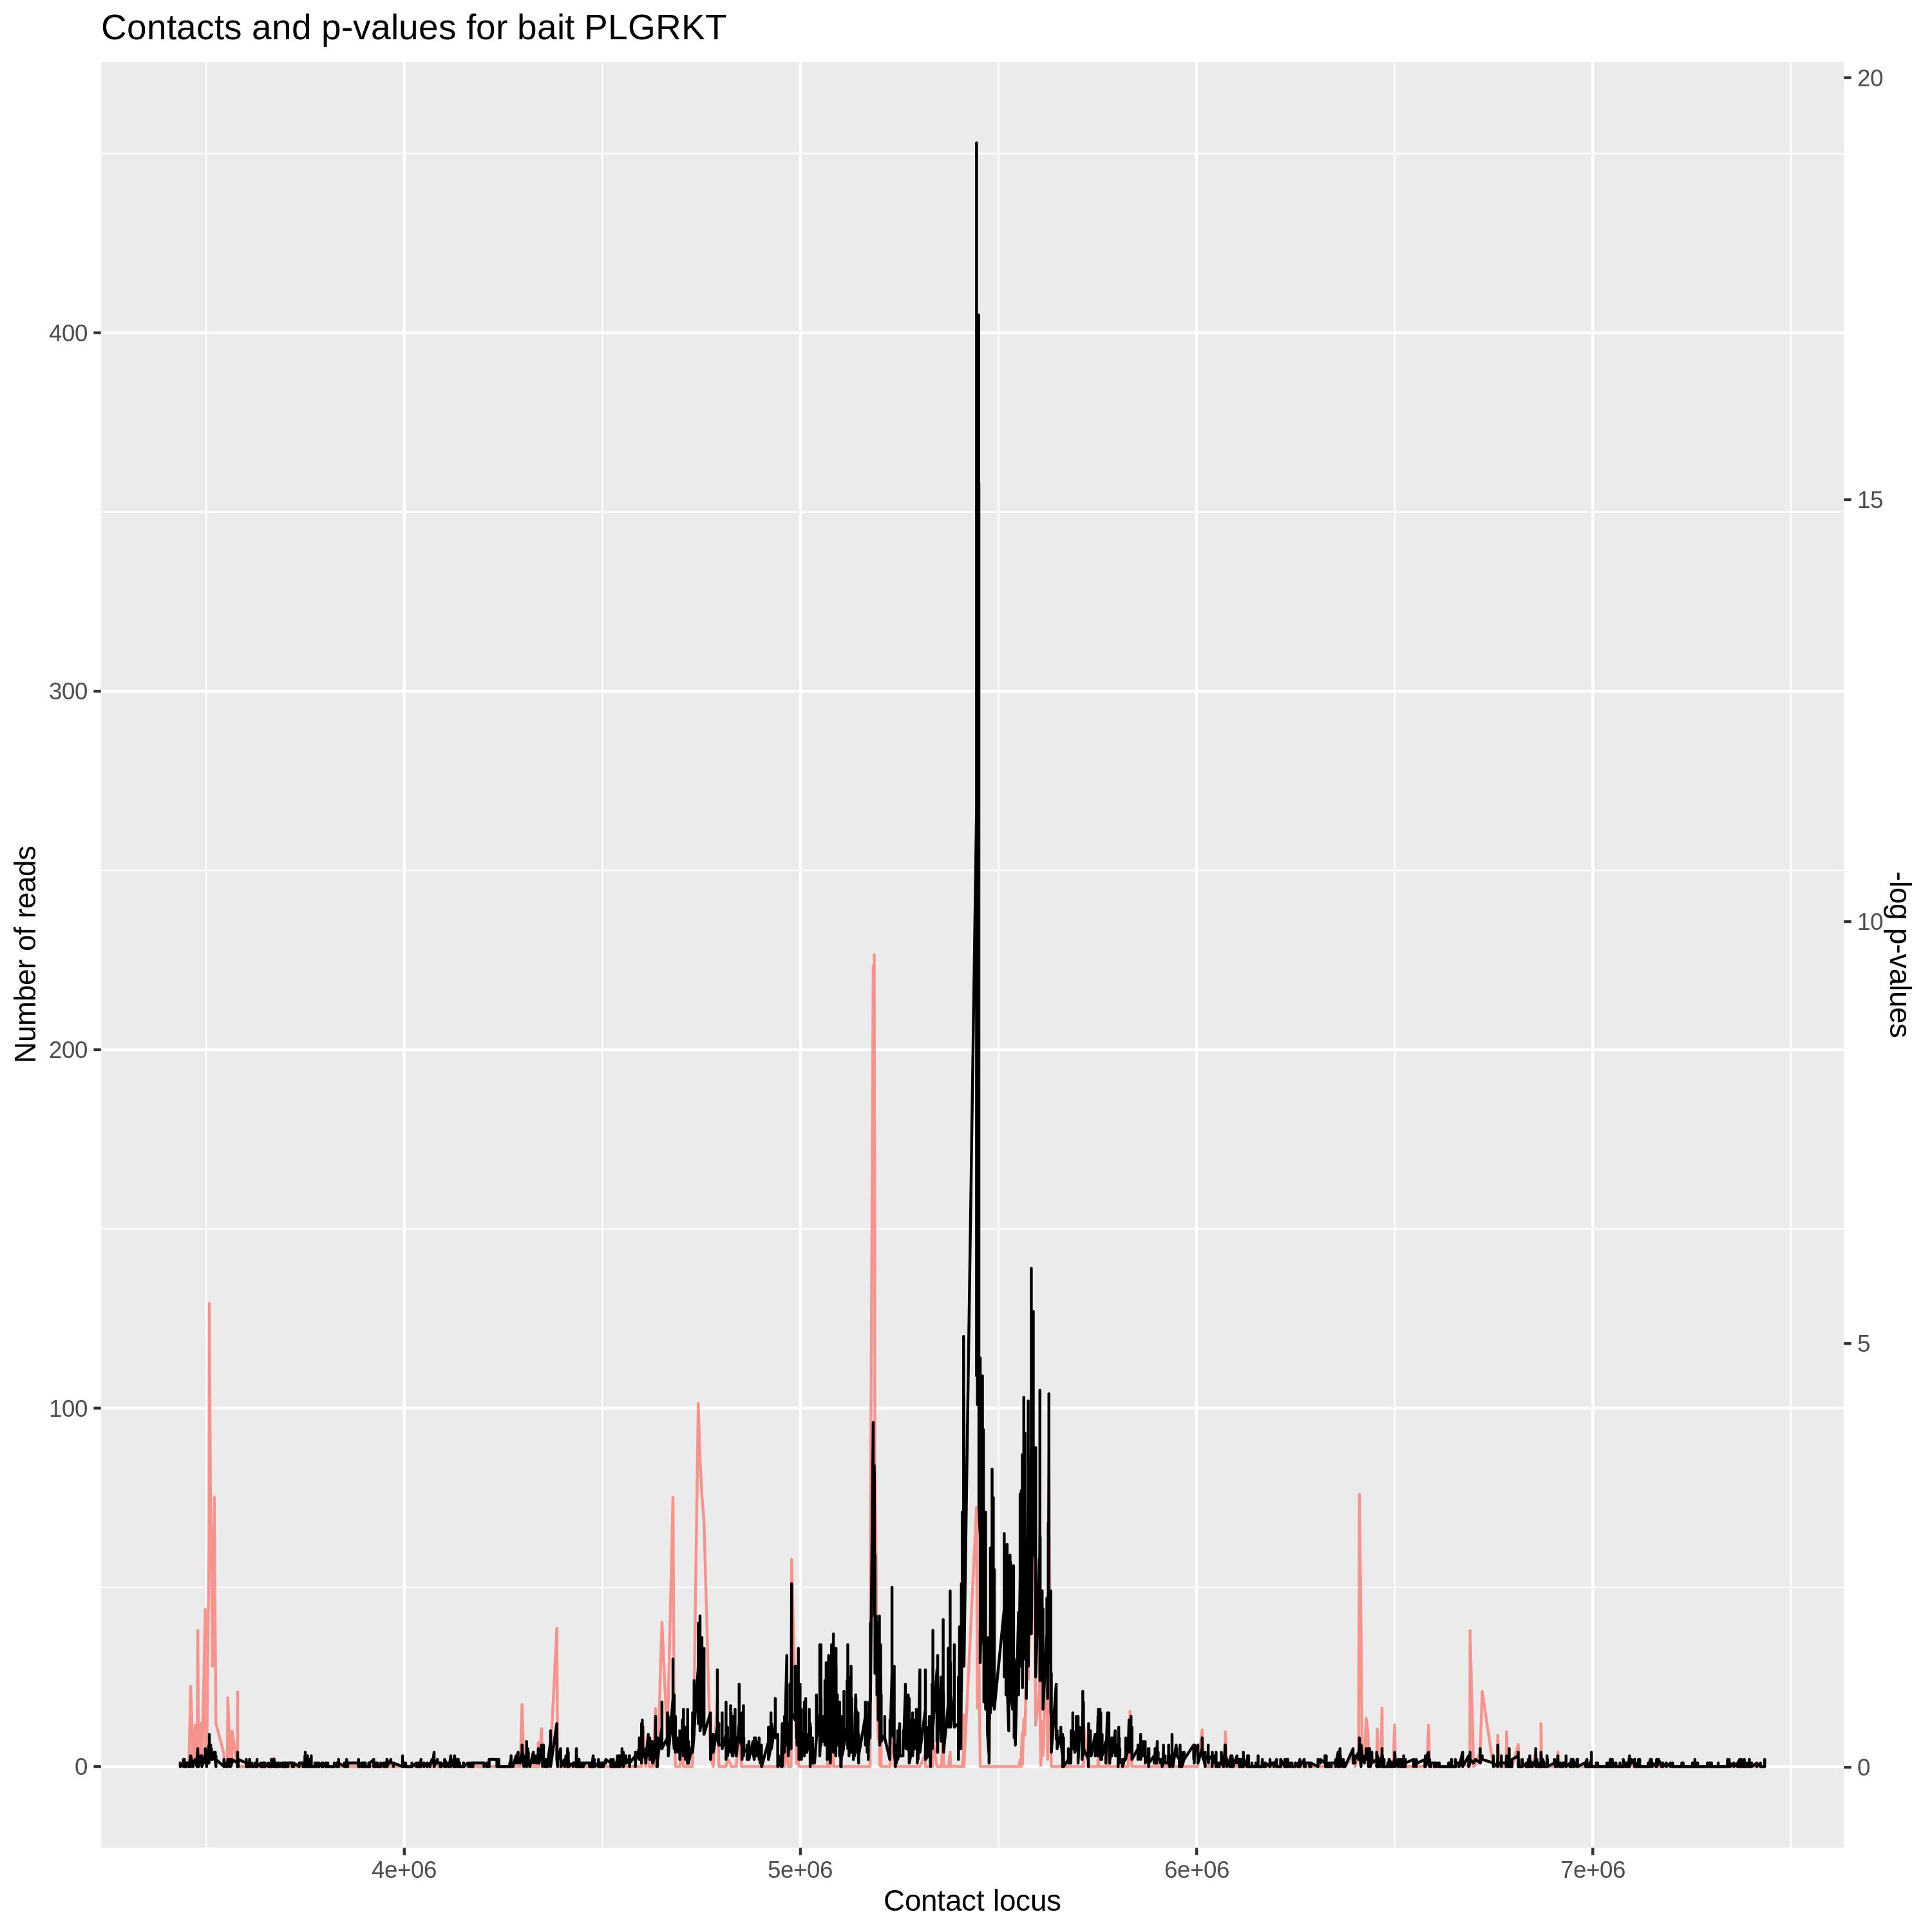 Contacts and p-values for bait PLGRKT
Number of reads
400
300
200
100
0
20
15
10
5
0
-log p-values
4e+06 5e+06 6e+06 7e+06
Contact locus